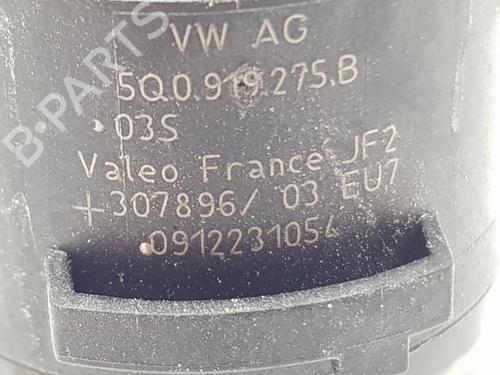 B-PARTS
VW AG
5Q0.919.275.B
03S
Valeo France JF2
+307896/ 03 EU7
0912231054